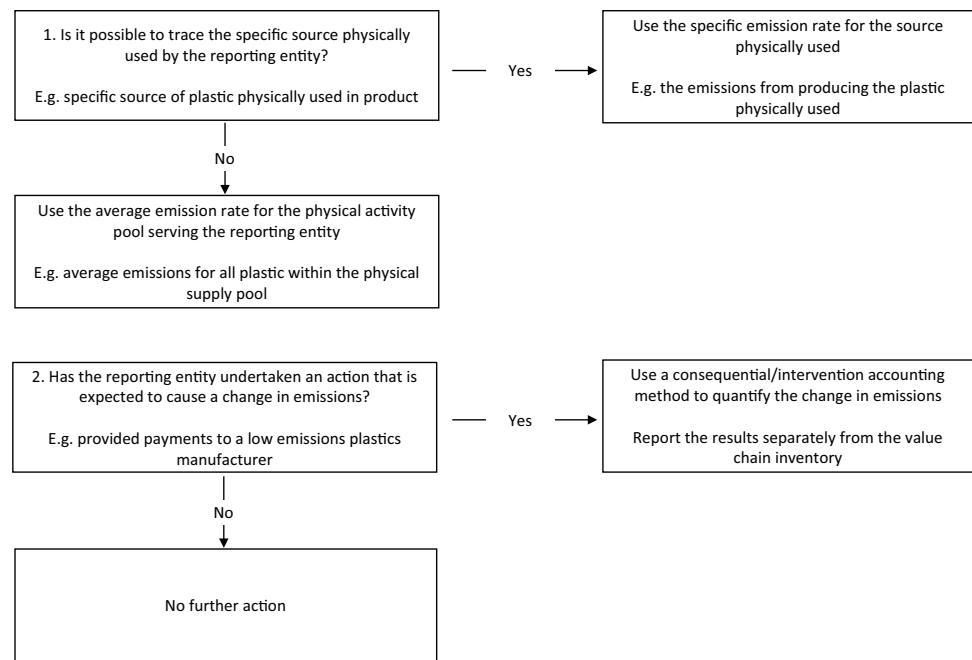 1. Is it possible to trace the specific source physically
used by the reporting entity?
E.g. specific source of plastic physically used in product
Yes
Use the specific emission rate for the source
physically used
E.g. the emissions from producing the plastic
physically used
No
Use the average emission rate for the physical activity
pool serving the reporting entity
E.g. average emissions for all plastic within the physical
supply pool
2. Has the reporting entity undertaken an action that is
expected to cause a change in emissions?
E.g. provided payments to a low emissions plastics
manufacturer
Yes
Use a consequential/intervention accounting
method to quantify the change in emissions
Report the results separately from the value
chain inventory
No
No further action